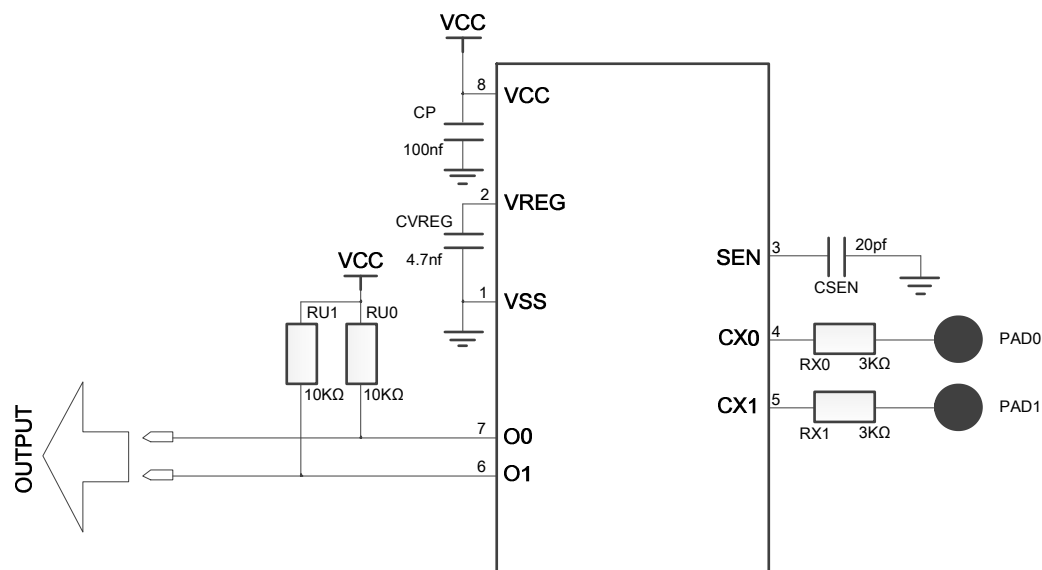 VCC
8
VCC
CP
100nf
2
VREG
CVREG
4.7nf
VCC
1
VSS
RU1
RU0
10KΩ
10KΩ
SEN
3
20pf
CSEN
CX0
4
PAD0
RX0
3KΩ
CX1
5
PAD1
RX1
3KΩ
OUTPUT
7
O0
6
O1